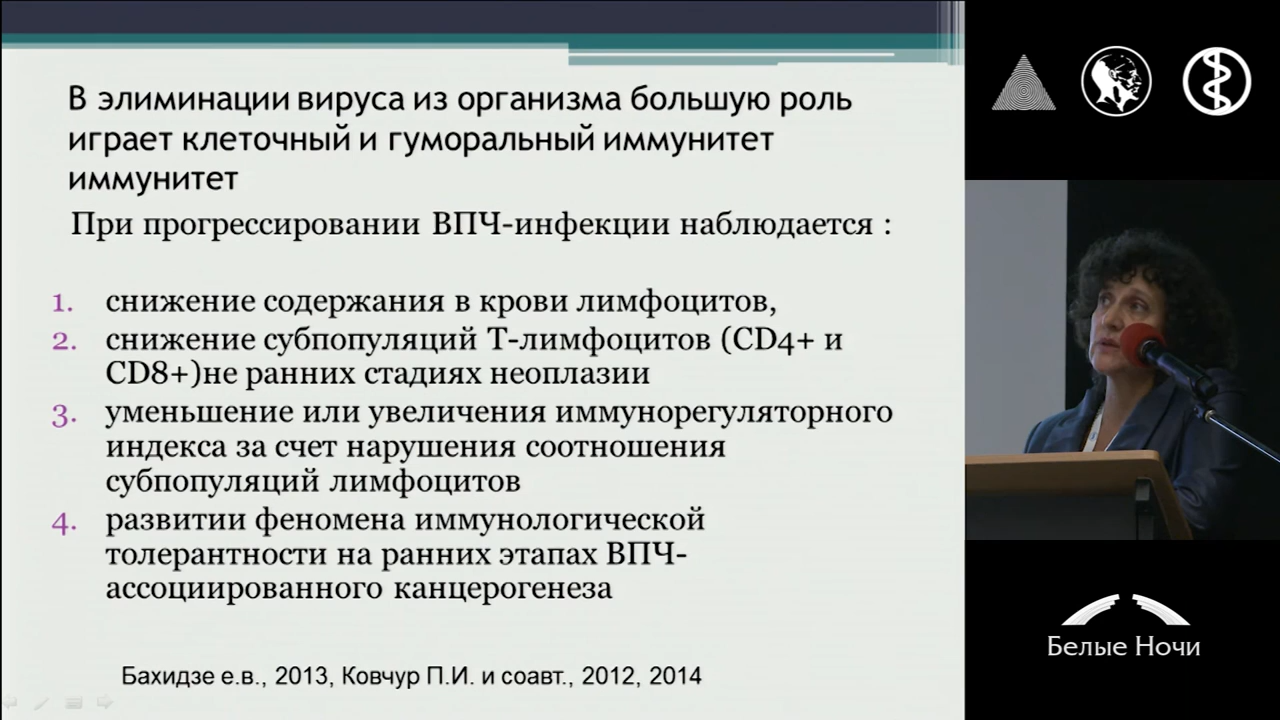 В элиминации вируса из организма большую роль
играет клеточный и гуморальный иммунитет
иммунитет
При прогрессировании ВПЧ-инфекции наблюдается :
1. снижение содержания в крови лимфоцитов,
2. снижение субпопуляций Т-лимфоцитов (CD4+ и
CD8+)не ранних стадиях неоплазии
3. уменьшение или увеличения иммунорегуляторного
индекса за счет нарушения соотношения
субпопуляций лимфоцитов
4. развитии феномена иммунологической
толерантности на ранних этапах ВПЧ-
ассоциированного канцерогенеза
Бахидзе е.в., 2013, Ковчур П.И. и соавт., 2012, 2014
Белые Ночи